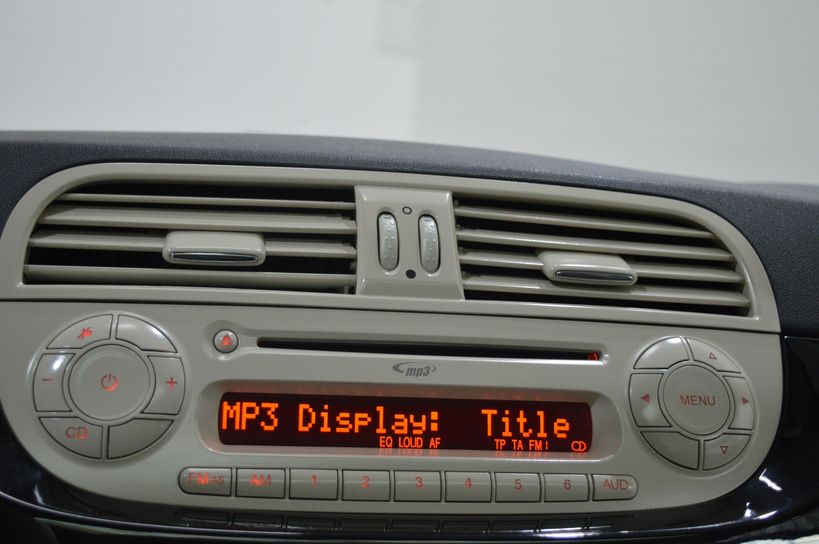 mp3
MP3 Display: Title
EQ LOUD AF TP TA FM1
CD
MENU
FM AS AM 1 2 3 4 5 6 AUD